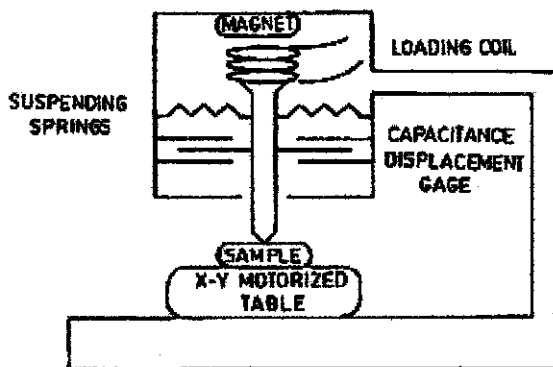 MAGNET
LOADING COIL
SUSPENDING
SPRINGS
CAPACITANCE
DISPLACEMENT
GAGE
SAMPLE
X-Y MOTORIZED
TABLE